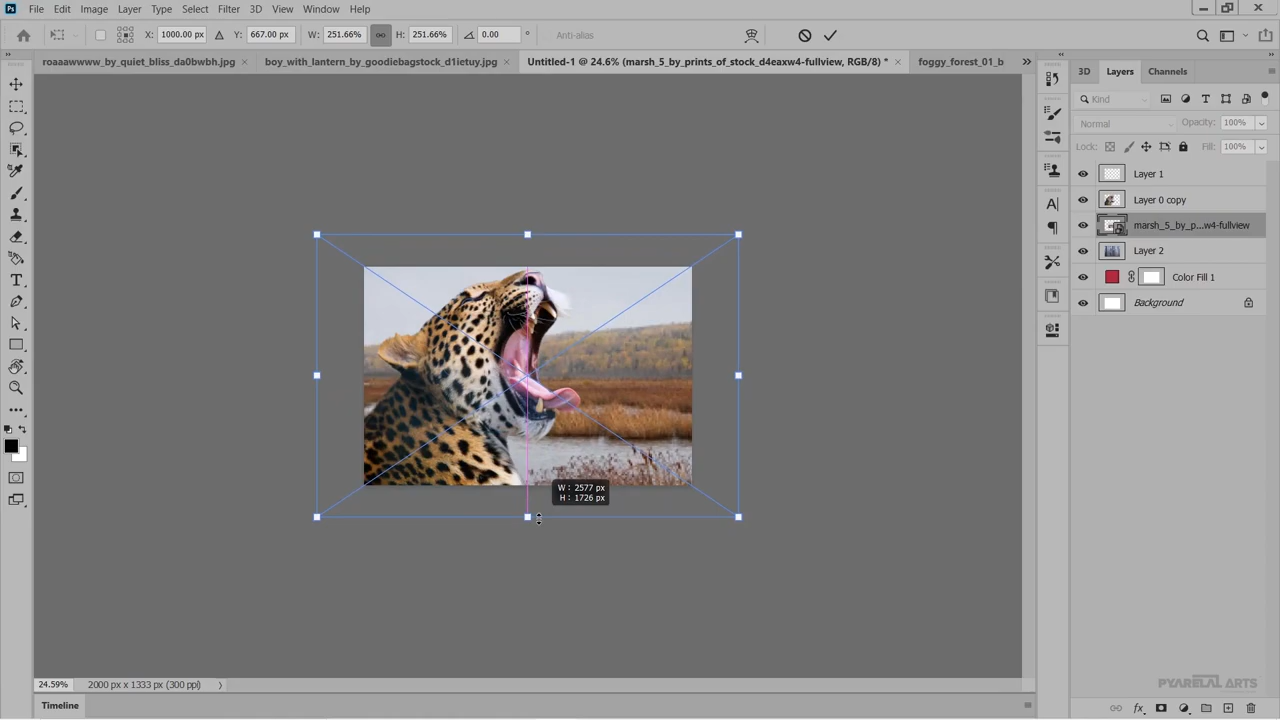 Ps File Edit Image Layer Type Select Filter 3D View Window Help
X: 1000.00 px Y: 667.00 px W: 251.66% H: 251.66% 0.00 ° Anti-alias
roaaawwww_by_quiet_bliss_da0bwbh.jpg × boy_with_lantern_by_goodiebagstock_d1ietuy.jpg × Untitled-1 @ 24.6% (marsh_5_by_prints_of_stock_d4eaxw4-fullview, RGB/8) * × foggy_forest_01_b
3D Layers Channels
Kind
Normal Opacity: 100%
Lock: Fill: 100%
Layer 1
Layer 0 copy
marsh_5_by_p...w4-fullview
Layer 2
Color Fill 1
Background
W: 2577 px
H: 1726 px
PYARELAL ARTS
24.59% 2000 px x 1333 px (300 ppi)
Timeline